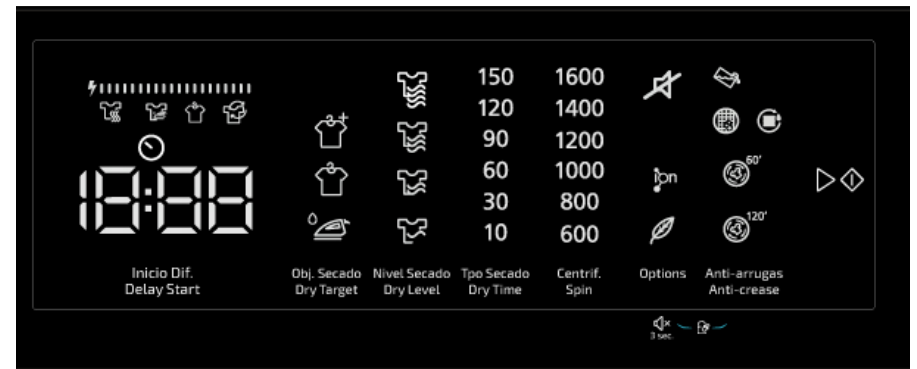 18:88
150
120
90
60
30
10
1600
1400
1200
1000
800
600
ion
60'
120'
Inicio Dif.
Delay Start
Obj. Secado
Dry Target
Nivel Secado
Dry Level
Tpo Secado
Dry Time
Centrif.
Spin
Options
Anti-arrugas
Anti-crease
3 sec.